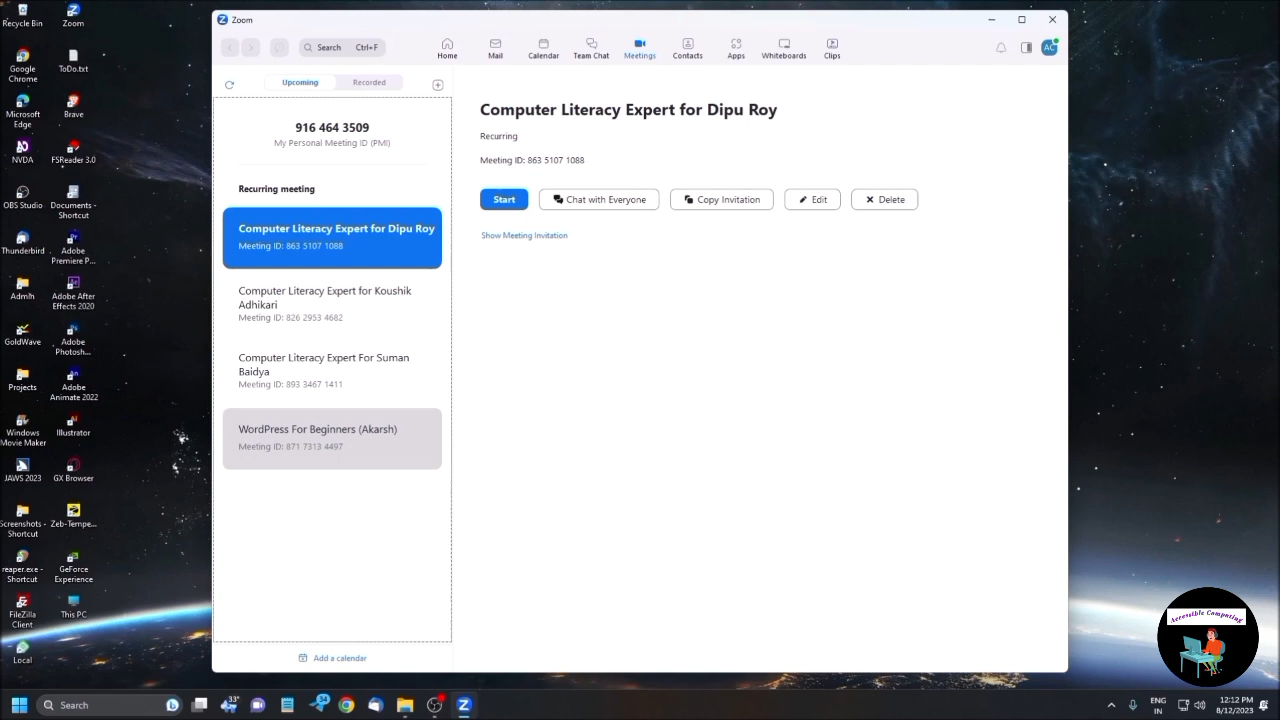 Recycle Bin
Zoom
Google Chrome
ToDo.txt
Microsoft Edge
Brave
NVDA
FSReader 3.0
OBS Studio
Documents - Shortcut
Thunderbird
Adobe Premiere P...
Adobe After Effects 2020
GoldWave
Adobe Photosh...
Projects
Adobe Animate 2022
Windows Movie Maker
Illustrator
JAWS 2023
GX Browser
Screenshots - Shortcut
Zeb-Tempe...
reaper.exe - Shortcut
GeForce Experience
FileZilla Client
This PC
Local
Zoom
Search Ctrl+F
Home
Mail
Calendar
Team Chat
Meetings
Contacts
Apps
Whiteboards
Clips
AC
Upcoming
Recorded
916 464 3509
My Personal Meeting ID (PMI)
Recurring meeting
Computer Literacy Expert for Dipu Roy
Meeting ID: 863 5107 1088
Computer Literacy Expert for Koushik
Adhikari
Meeting ID: 826 2953 4682
Computer Literacy Expert For Suman
Baidya
Meeting ID: 893 3467 1411
WordPress For Beginners (Akarsh)
Meeting ID: 871 7313 4497
Add a calendar
Computer Literacy Expert for Dipu Roy
Recurring
Meeting ID: 863 5107 1088
Start
Chat with Everyone
Copy Invitation
Edit
Delete
Show Meeting Invitation
Accessible Computing
Search
33°
34
ENG
IN
12:12 PM
8/12/2023